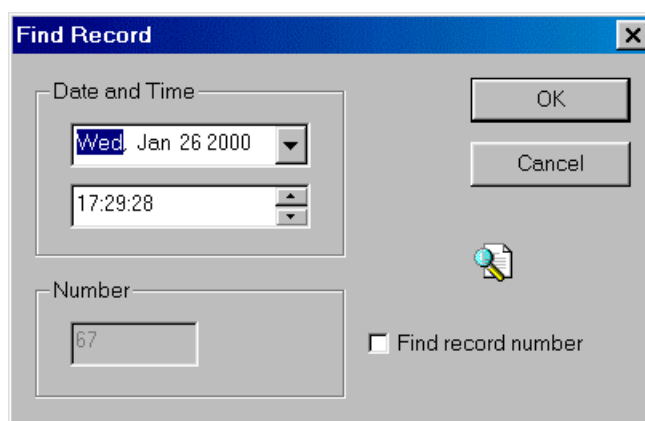 Find Record
Date and Time
Wed, Jan 26 2000
17:29:28
OK
Cancel
Number
67
Find record number